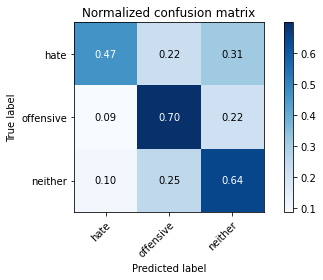 Normalized confusion matrix
True label
hate
0.47 0.22 0.31
offensive
0.09 0.70 0.22
neither
0.10 0.25 0.64
hate
offensive
neither
Predicted label
0.6
0.5
0.4
0.3
0.2
0.1